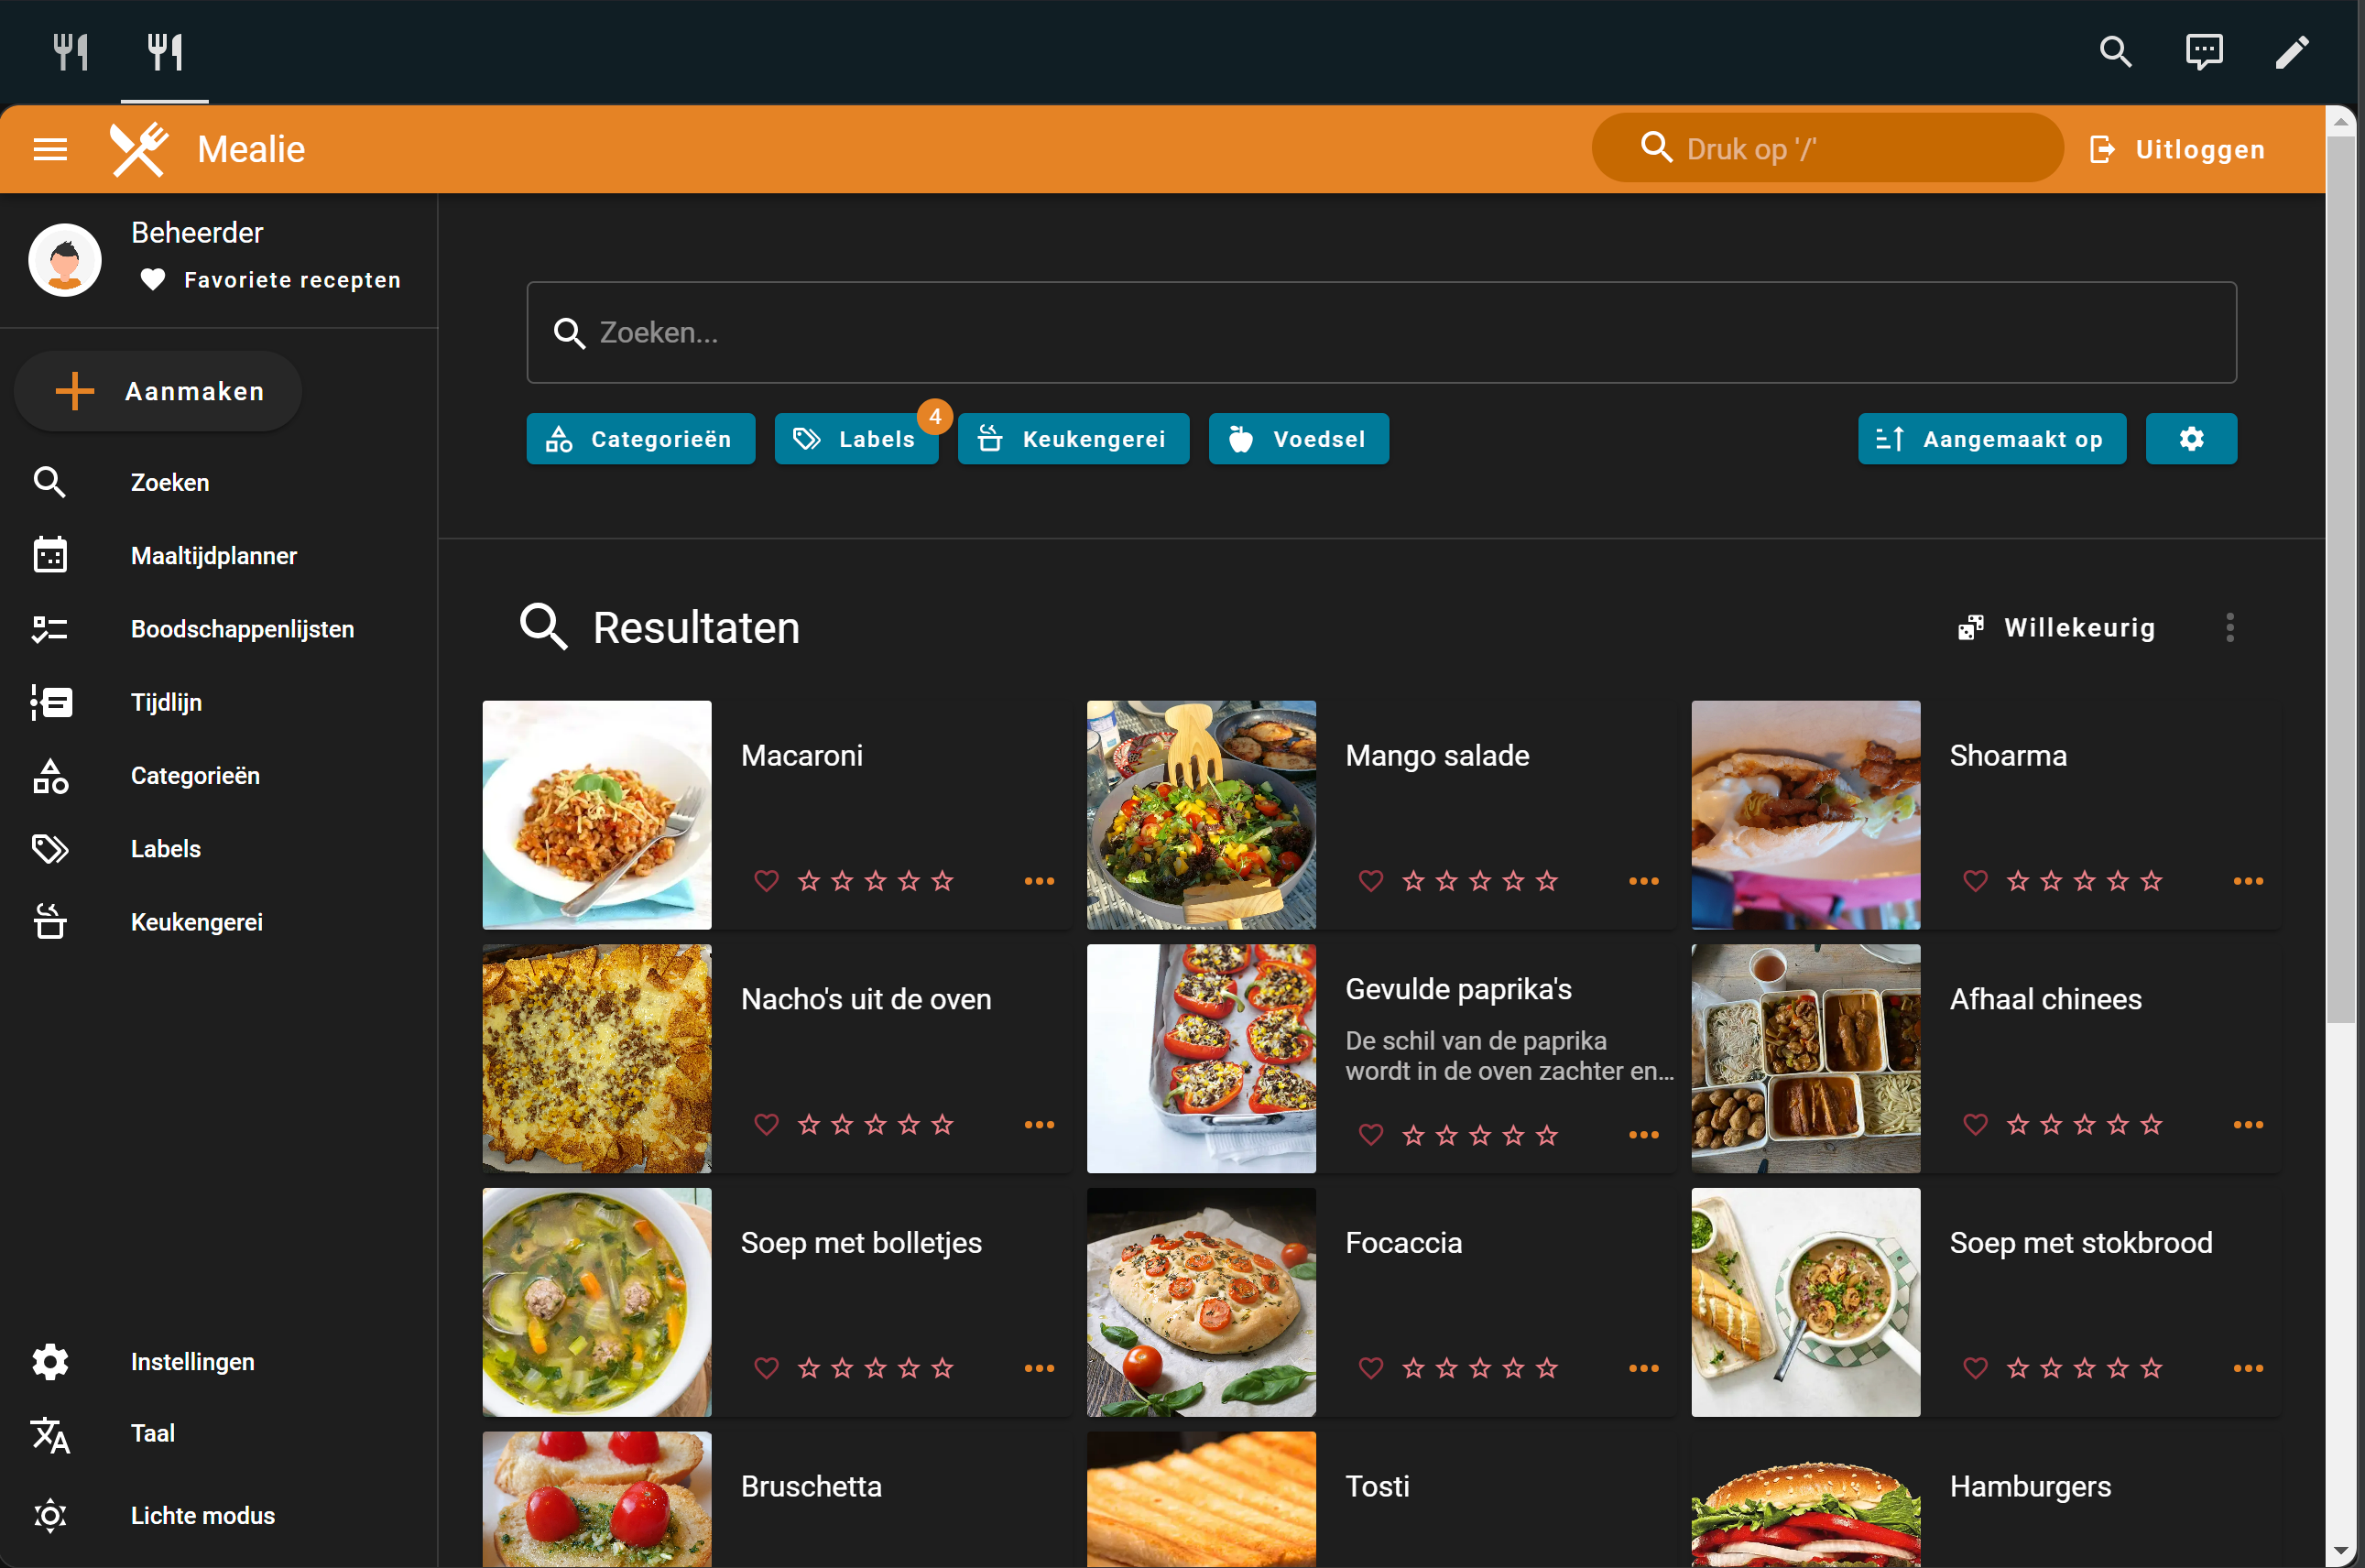 Mealie
Druk op '/'
Uitloggen
Beheerder
Favoriete recepten
Aanmaken
Zoeken
Maaltijdplanner
Boodschappenlijsten
Tijdlijn
Categorieën
Labels
Keukengerei
Instellingen
Taal
Lichte modus
Zoeken...
Categorieën
Labels
4
Keukengerei
Voedsel
Aangemaakt op
Resultaten
Willekeurig
Macaroni
Mango salade
Shoarma
Nacho's uit de oven
Gevulde paprika's
De schil van de paprika
wordt in de oven zachter en...
Afhaal chinees
Soep met bolletjes
Focaccia
Soep met stokbrood
Bruschetta
Tosti
Hamburgers